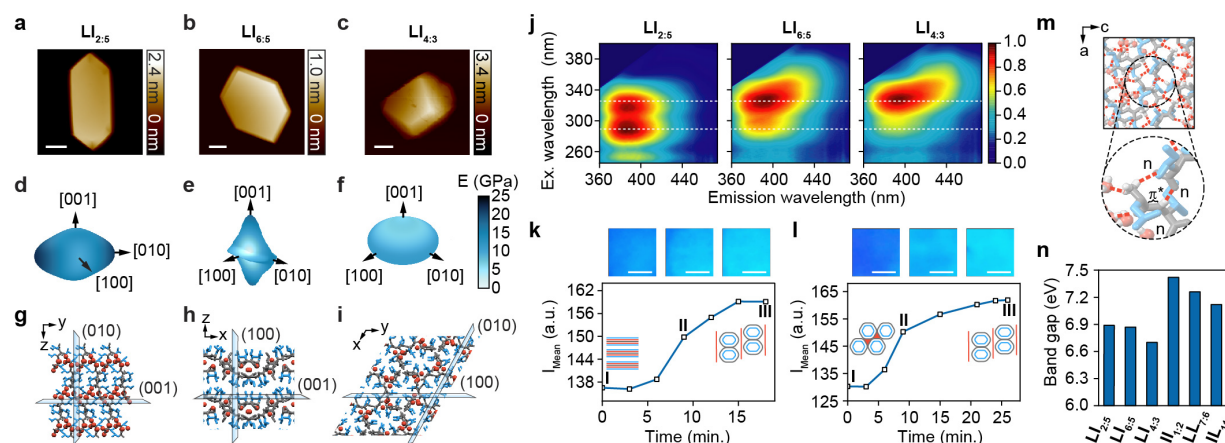 a
LI2:5
2.4 nm
0 nm
b
LI6:5
1.0 nm
0 nm
c
LI4:3
3.4 nm
0 nm
d
[001]
[010]
[100]
e
[001]
[100]
[010]
f
[001]
[100]
[010]
E (GPa)
25
20
15
10
5
0
g
y
z
(010)
(001)
h
z
x
(100)
(001)
i
y
x
(010)
(100)
j
LI2:5
LI6:5
LI4:3
Ex. wavelength (nm)
380
340
300
260
360 400 440
360 400 440
360 400 440
Emission wavelength (nm)
1.0
0.8
0.6
0.4
0.2
0.0
k
IMean (a.u.)
162
156
150
144
138
I
II
III
0 5 10 15 20
Time (min.)
l
IMean (a.u.)
165
155
145
135
125
I
II
III
0 5 10 15 20 25
Time (min.)
m
c
a
n
π*
n
n
n
Band gap (eV)
7.5
7.2
6.9
6.6
6.3
6.0
LI2:5
LI6:5
LI4:3
II1:2
IL7:6